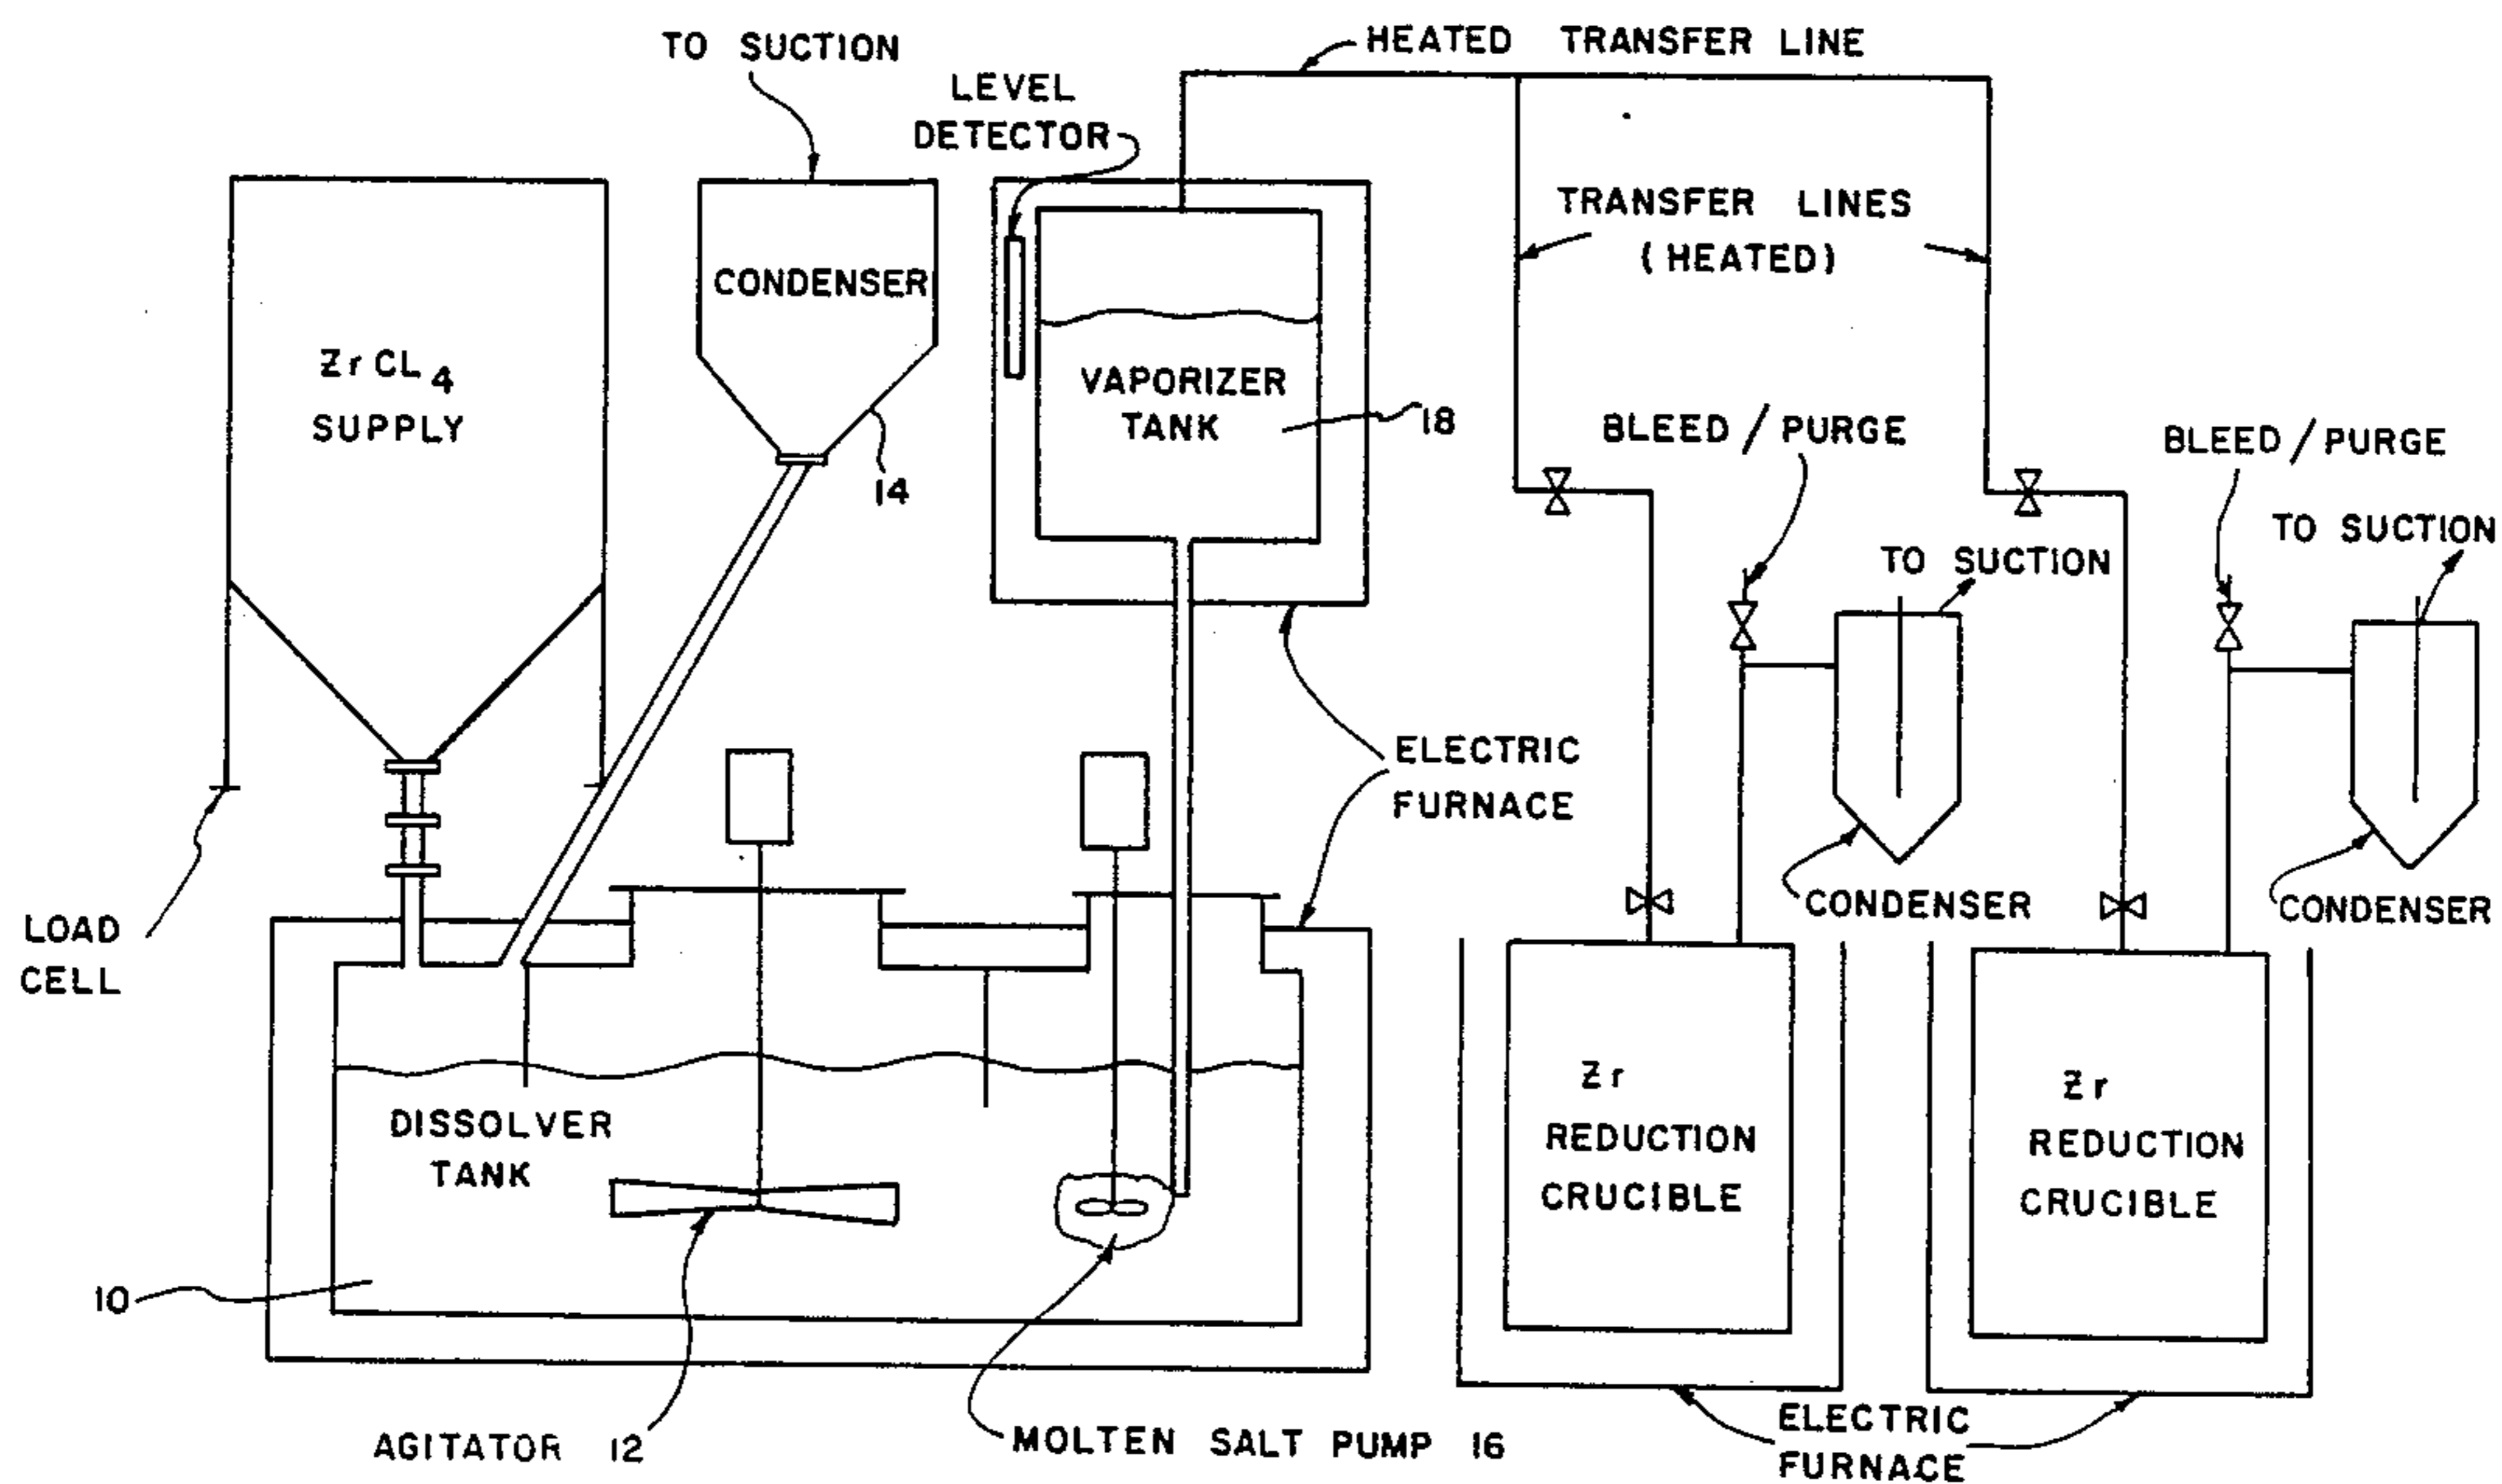 TO SUCTION
HEATED TRANSFER LINE
LEVEL
DETECTOR
TRANSFER LINES
(HEATED)
CONDENSER
ZrCL4
SUPPLY
VAPORIZER
TANK
18
14
BLEED/PURGE
BLEED/PURGE
TO SUCTION
TO SUCTION
ELECTRIC
FURNACE
CONDENSER
CONDENSER
LOAD
CELL
DISSOLVER
TANK
Zr
REDUCTION
CRUCIBLE
Zr
REDUCTION
CRUCIBLE
10
AGITATOR 12
MOLTEN SALT PUMP 16
ELECTRIC
FURNACE